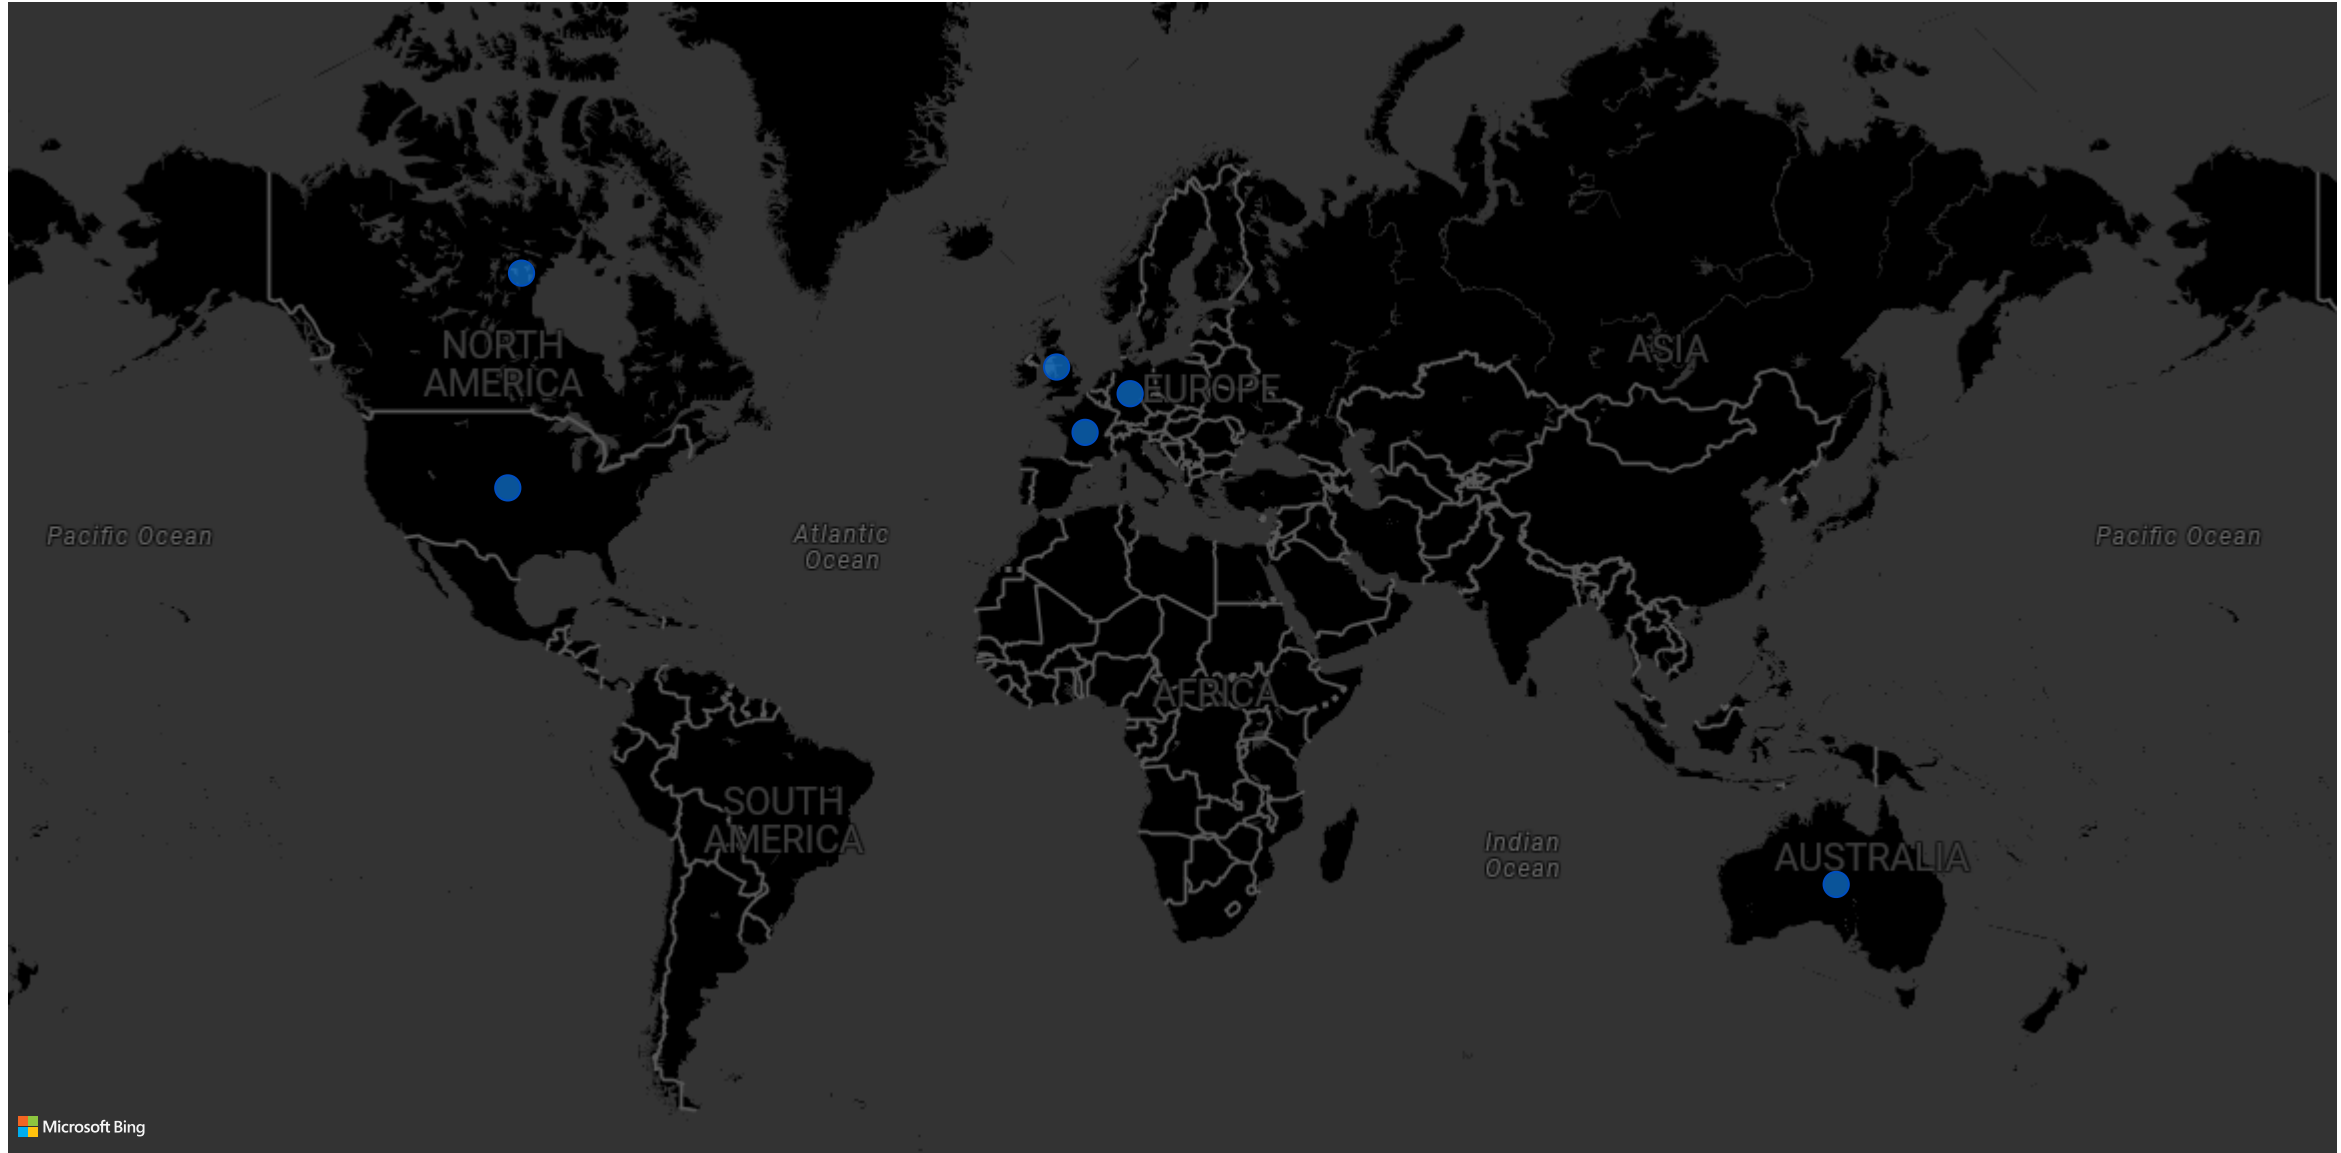 NORTH
AMERICA
ASIA
EUROPE
Pacific Ocean
Atlantic
Ocean
Pacific Ocean
AFRICA
SOUTH
AMERICA
Indian
Ocean
AUSTRALIA
Microsoft Bing